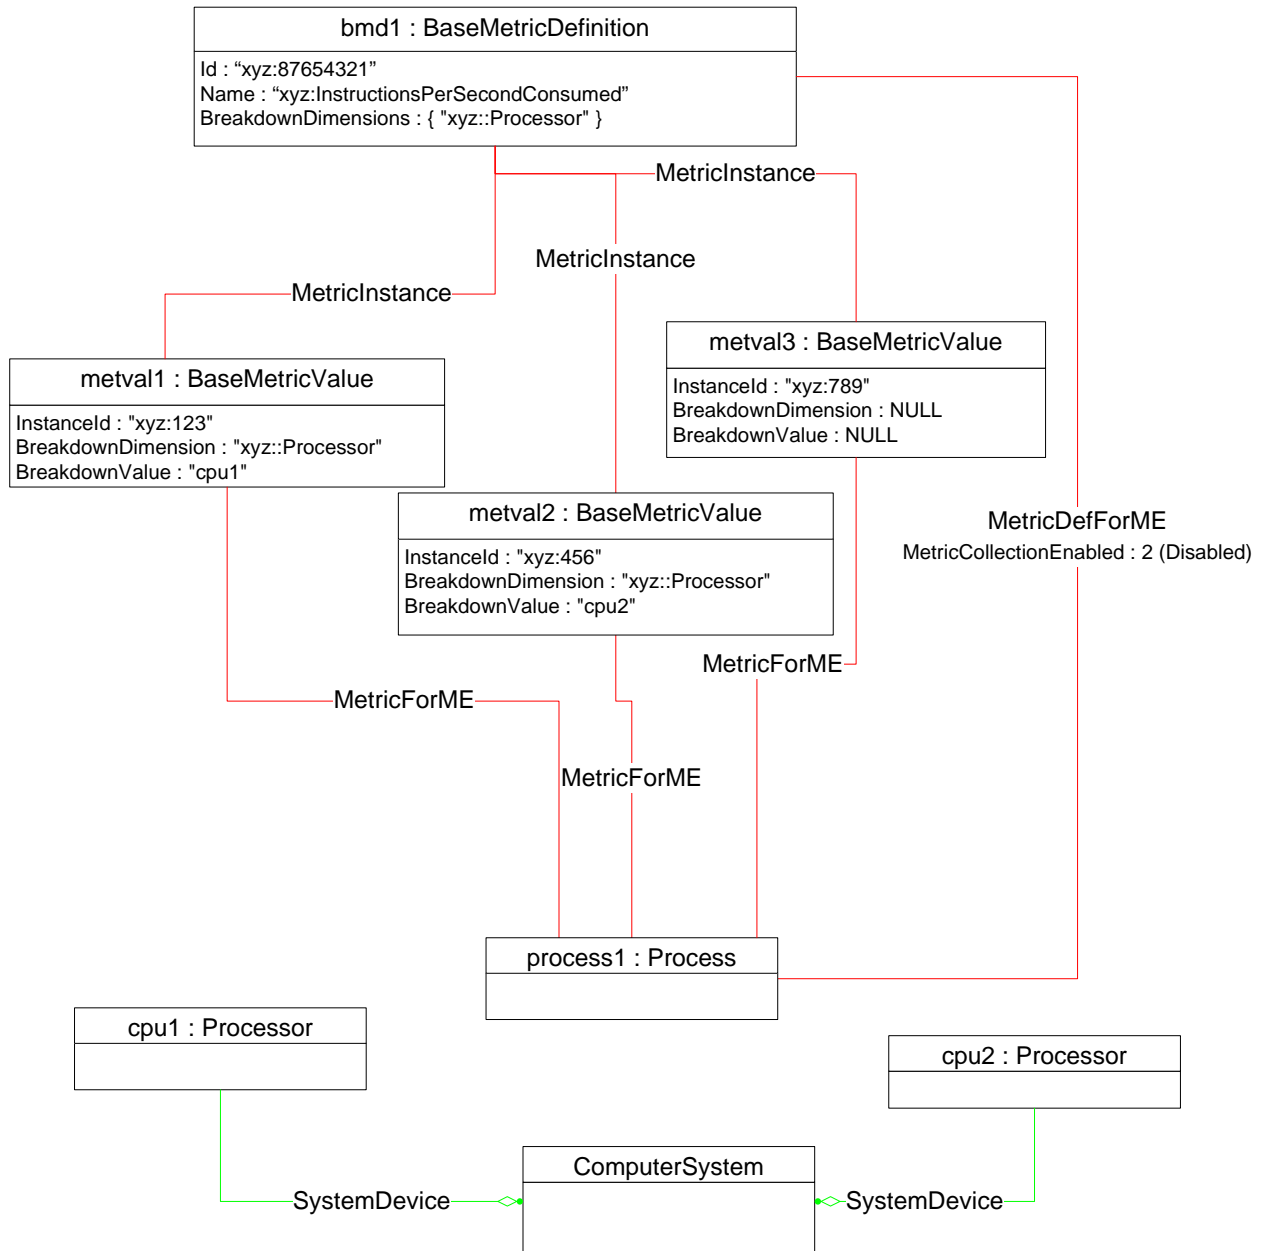 bmd1 : BaseMetricDefinition
Id : “xyz:87654321”
Name : “xyz:InstructionsPerSecondConsumed”
BreakdownDimensions : { "xyz::Processor" }
MetricInstance
MetricInstance
MetricInstance
metval3 : BaseMetricValue
InstanceId : "xyz:789"
BreakdownDimension : NULL
BreakdownValue : NULL
metval1 : BaseMetricValue
InstanceId : "xyz:123"
BreakdownDimension : "xyz::Processor"
BreakdownValue : "cpu1"
metval2 : BaseMetricValue
InstanceId : "xyz:456"
BreakdownDimension : "xyz::Processor"
BreakdownValue : "cpu2"
MetricDefForME
MetricCollectionEnabled : 2 (Disabled)
MetricForME
MetricForME
MetricForME
process1 : Process
cpu1 : Processor
cpu2 : Processor
ComputerSystem
SystemDevice
SystemDevice